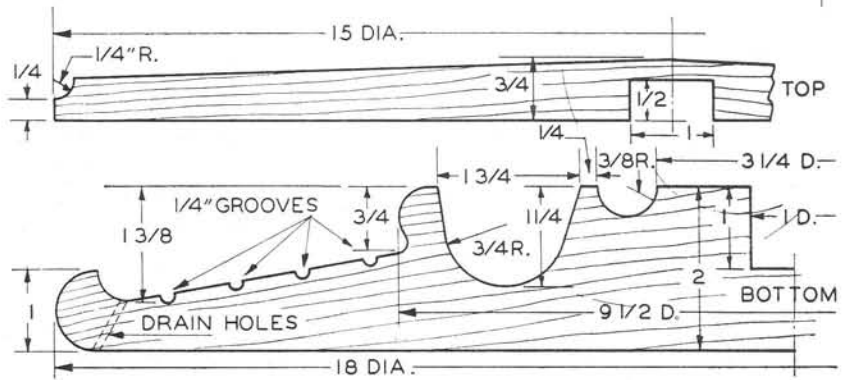 15 DIA.
1/4"R.
1/4
3/4
1/2
TOP
1
1/4
3/8R.
3 1/4 D.
1 3/4
1/4" GROOVES
3/4
1 1/4
1 3/8
1
1 D.
3/4R.
2
1
BOTTOM
DRAIN HOLES
9 1/2 D.
18 DIA.